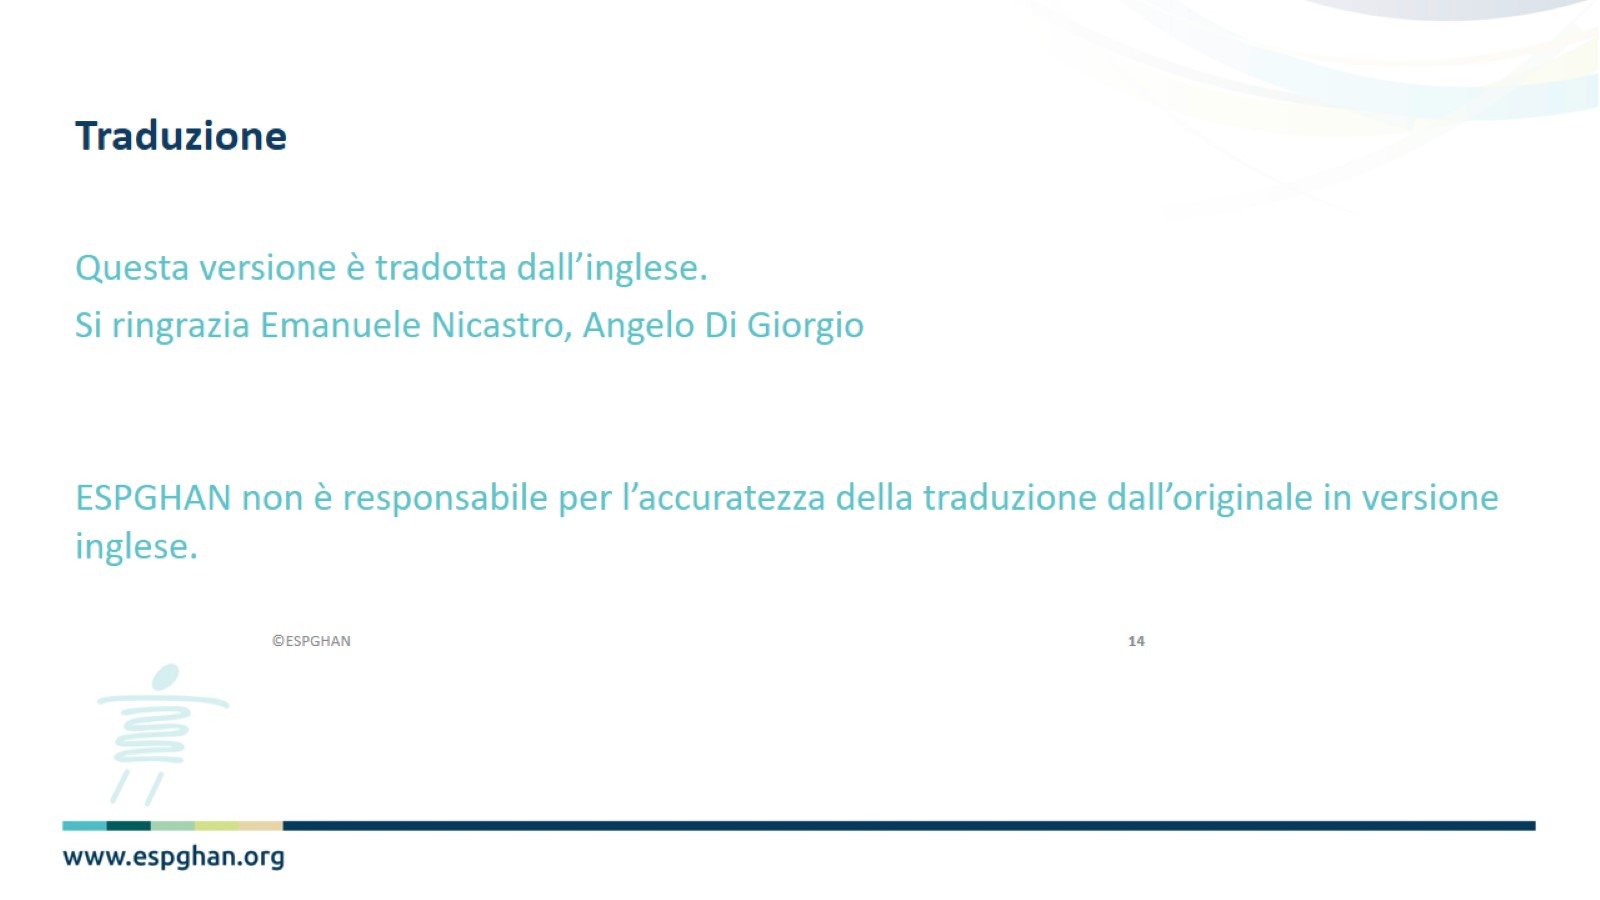 Traduzione
Questa versione è tradotta dall’inglese.
Si ringrazia Emanuele Nicastro, Angelo Di Giorgio
ESPGHAN non è responsabile per l’accuratezza della traduzione dall’originale in versione
inglese.
©ESPGHAN 14
www.espghan.org